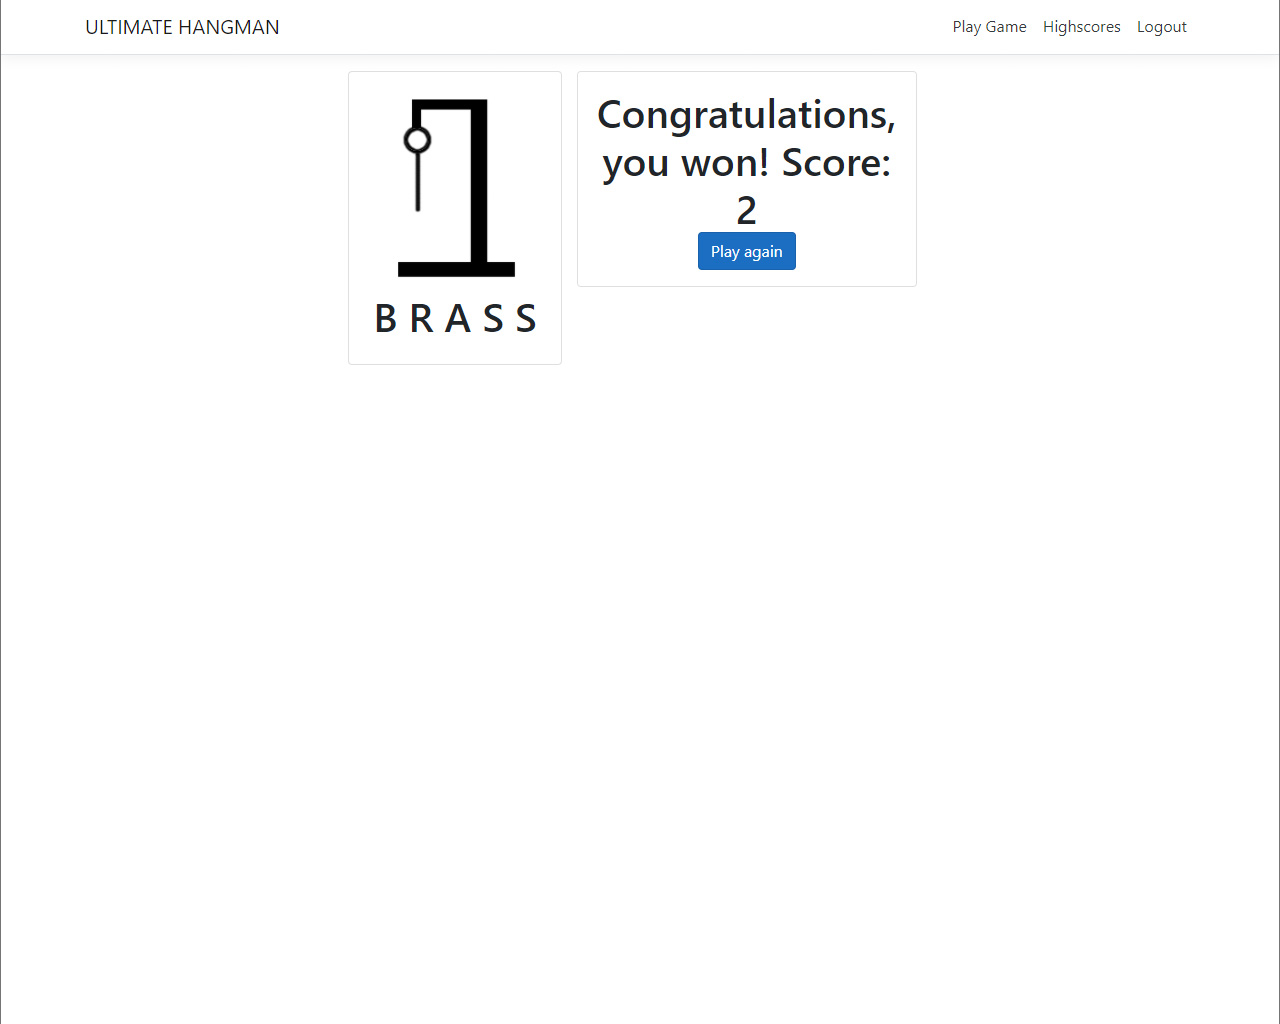 ULTIMATE HANGMAN
Play Game Highscores Logout
B R A S S
Congratulations,
you won! Score:
2
Play again